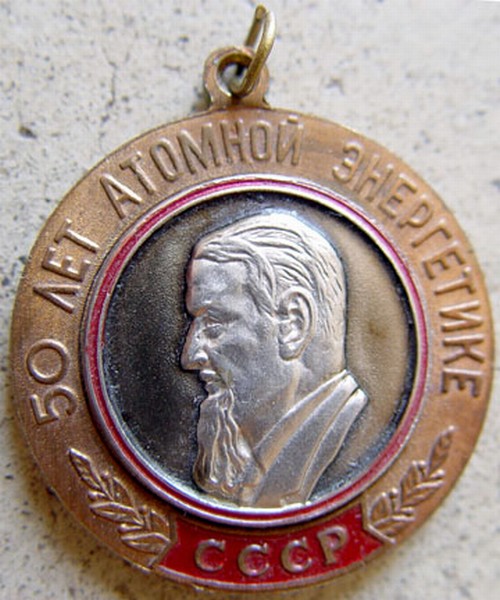 50 ЛЕТ АТОМНОЙ ЭНЕРГЕТИКЕ
СССР